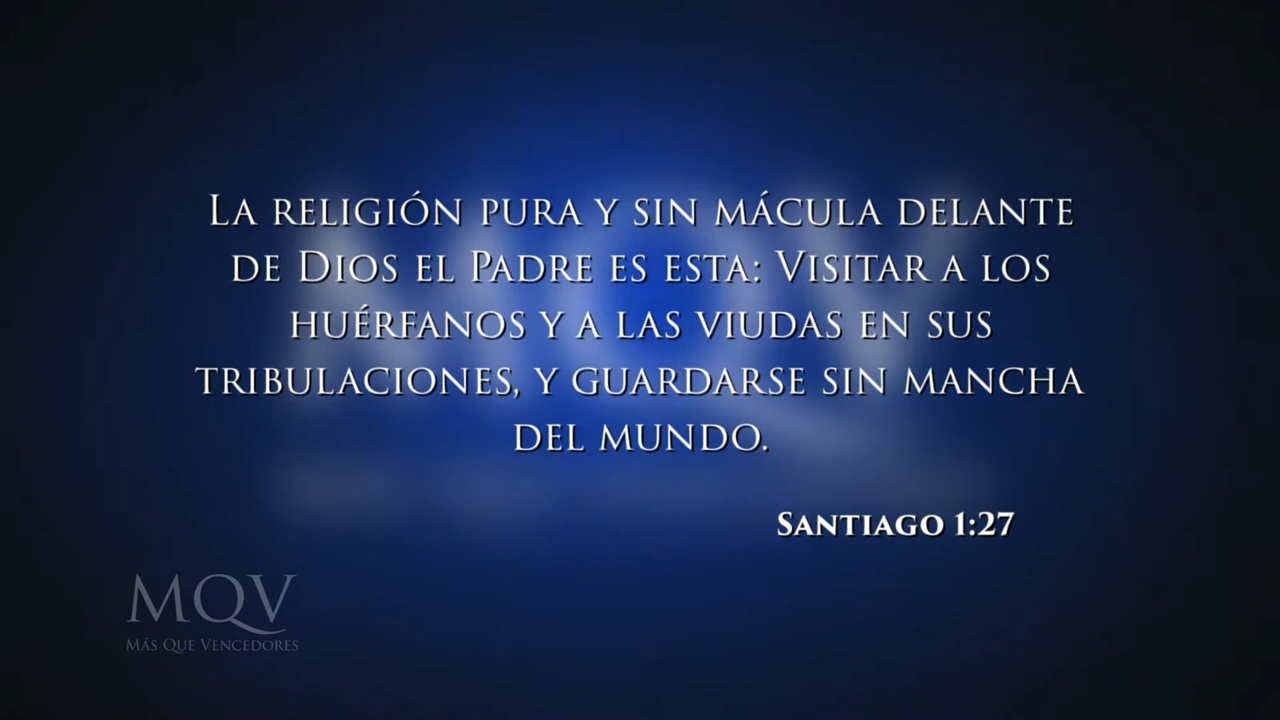 La religión pura y sin mácula delante
de Dios el Padre es esta: Visitar a los
huérfanos y a las viudas en sus
tribulaciones, y guardarse sin mancha
del mundo.
Santiago 1:27
MQV
Más Que Vencedores